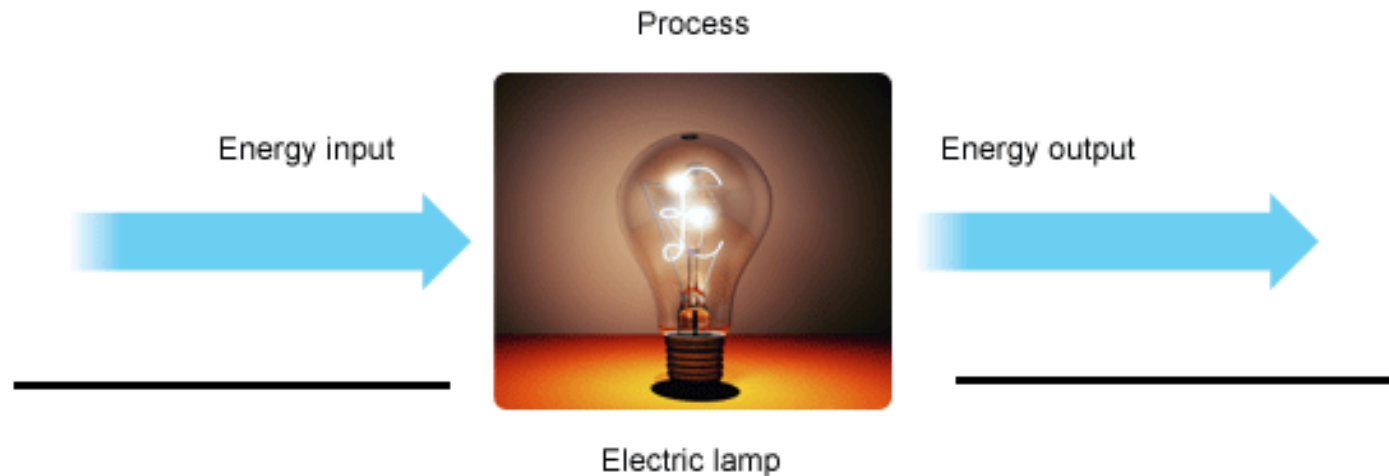 Process
Energy input
Energy output
£
Electric lamp